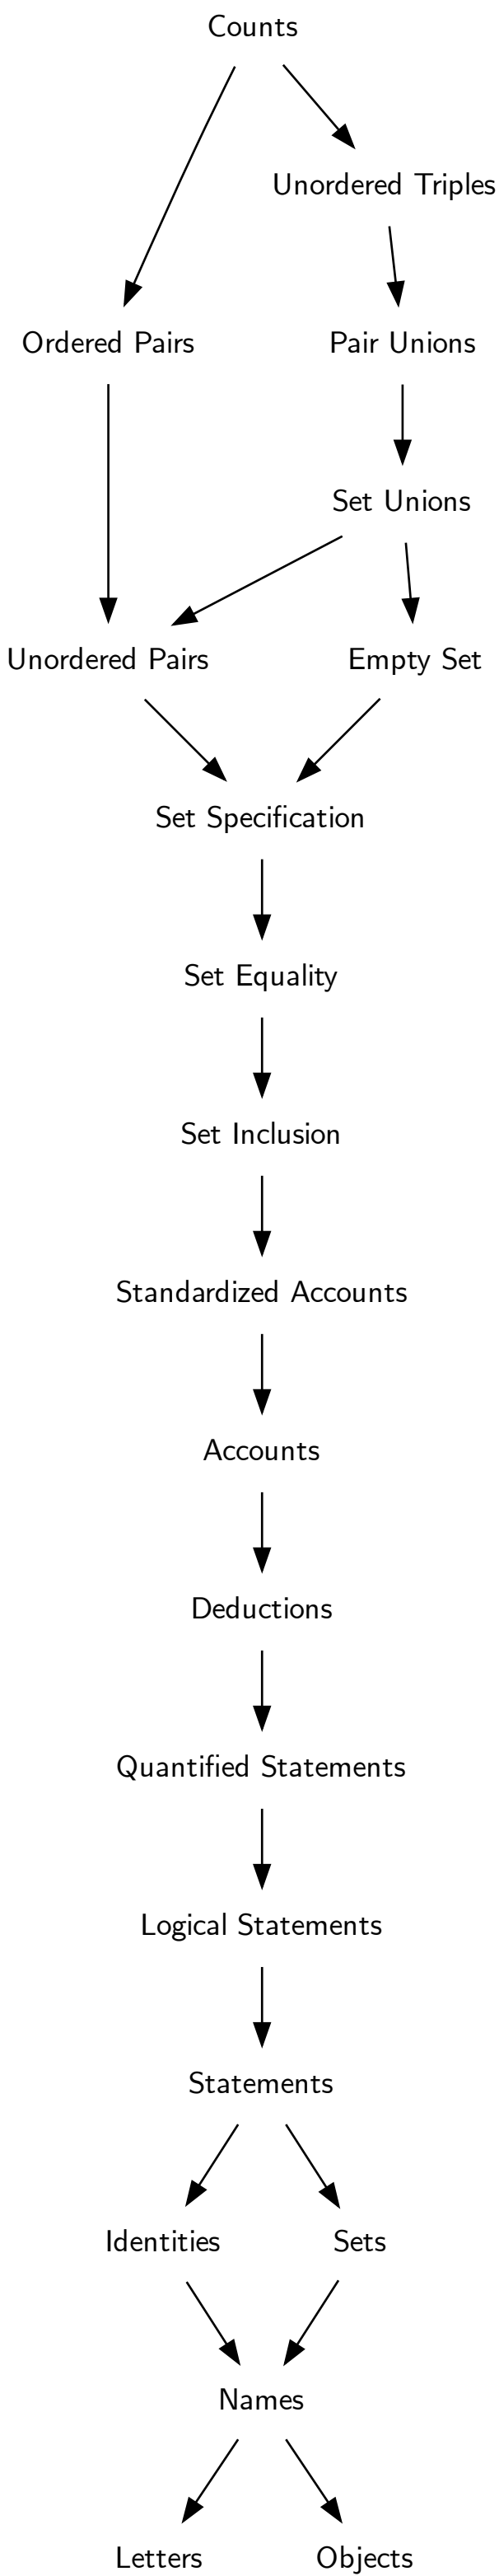 Counts
Unordered Triples
Ordered Pairs
Pair Unions
Set Unions
Unordered Pairs
Empty Set
Set Specification
Set Equality
Set Inclusion
Standardized Accounts
Accounts
Deductions
Quantified Statements
Logical Statements
Statements
Identities
Sets
Names
Letters
Objects